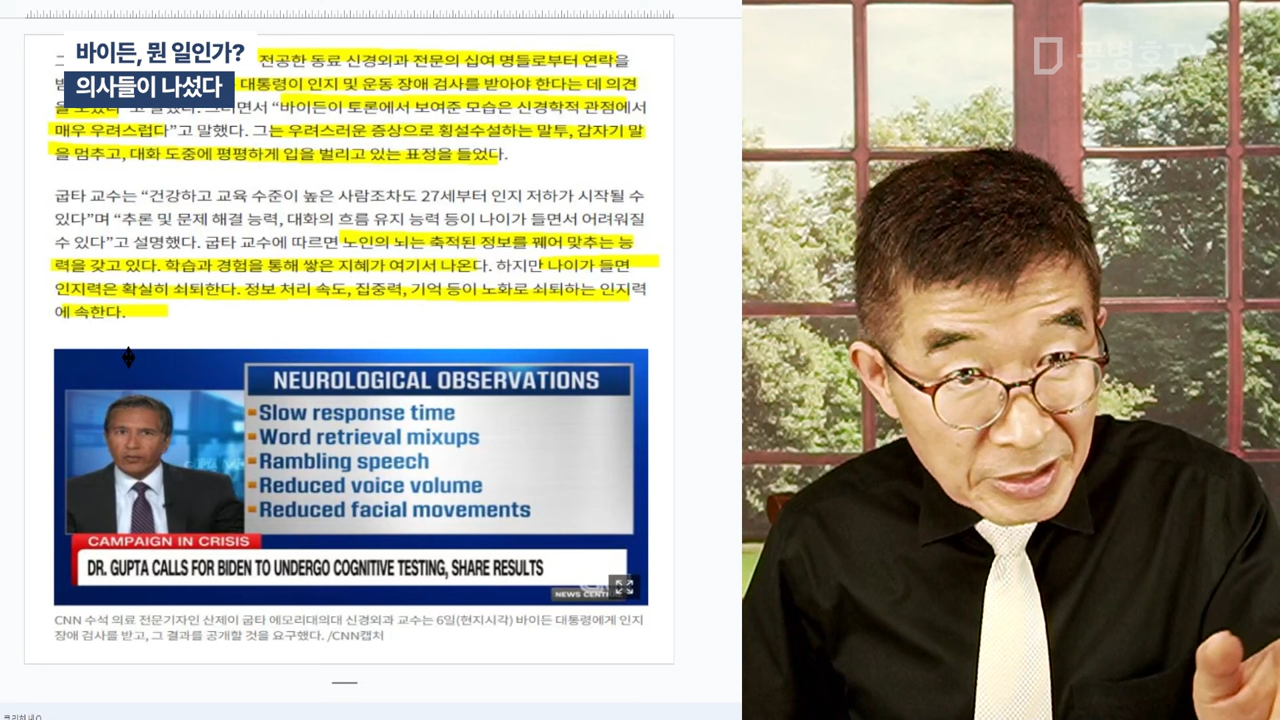 바이든, 뭔 일인가?
의사들이 나섰다
전공한 동료 신경외과 전문의 십여 명들로부터 연락을
대통령이 인지 및 운동 장애 검사를 받아야 한다는 데 의견
“바이든이 토론에서 보여준 모습은 신경학적 관점에서
매우 우려스럽다”고 말했다. 그는 우려스러운 증상으로 횡설수설하는 말투, 갑자기 말
을 멈추고, 대화 도중에 평평하게 입을 벌리고 있는 표정을 들었다.
굽타 교수는 “건강하고 교육 수준이 높은 사람조차도 27세부터 인지 저하가 시작될 수
있다”며 “추론 및 문제 해결 능력, 대화의 흐름 유지 능력 등이 나이가 들면서 어려워질
수 있다”고 설명했다. 굽타 교수에 따르면 노인의 뇌는 축적된 정보를 꿰어 맞추는 능
력을 갖고 있다. 학습과 경험을 통해 쌓은 지혜가 여기서 나온다. 하지만 나이가 들면
인지력은 확실히 쇠퇴한다. 정보 처리 속도, 집중력, 기억 등이 노화로 쇠퇴하는 인지력
에 속한다.
NEUROLOGICAL OBSERVATIONS
Slow response time
Word retrieval mixups
Rambling speech
Reduced voice volume
Reduced facial movements
CAMPAIGN IN CRISIS
DR. GUPTA CALLS FOR BIDEN TO UNDERGO COGNITIVE TESTING, SHARE RESULTS
NEWS CENTR
CNN 수석 의료 전문기자인 산제이 굽타 에모리대의대 신경외과 교수는 6일(현지시각) 바이든 대통령에게 인지
장애 검사를 받고, 그 결과를 공개할 것을 요구했다. /CNN캡처
공병호TV